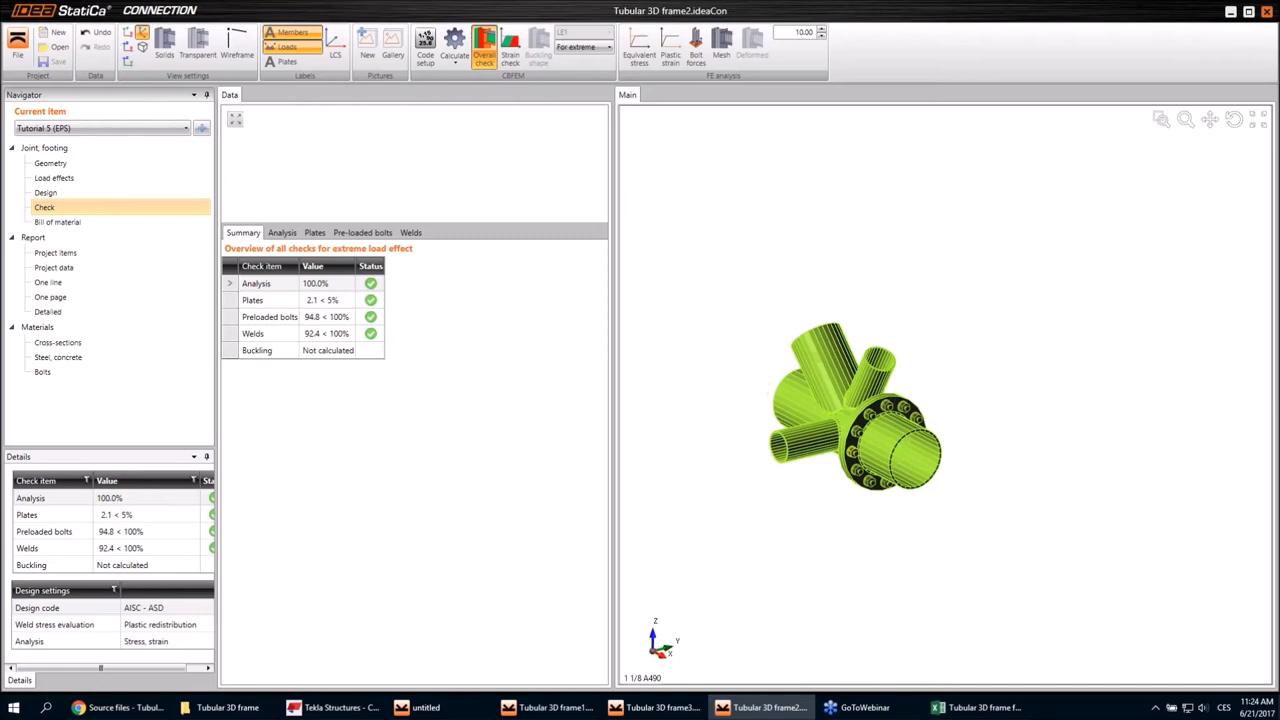 IDEA StatiCa® CONNECTION
Tubular 3D frame2.ideaCon
File
New
Open
Save
Project
Undo
Redo
Data
Solids
Transparent
Wireframe
View settings
Members
Loads
Plates
LCS
Labels
New
Gallery
Pictures
Code setup
Calculate
Overall check
Strain check
Buckling shape
LE1
For extreme
CBFEM
Equivalent stress
Plastic strain
Bolt forces
Mesh
Deformed
10.00
FE analysis
Navigator
Current item
Tutorial 5 (EPS)
Joint, footing
Geometry
Load effects
Design
Check
Bill of material
Report
Project items
Project data
One line
One page
Detailed
Materials
Cross-sections
Steel, concrete
Bolts
Details
Check item Value Sta
Analysis 100.0%
Plates 2.1 < 5%
Preloaded bolts 94.8 < 100%
Welds 92.4 < 100%
Buckling Not calculated
Design settings
Design code AISC - ASD
Weld stress evaluation Plastic redistribution
Analysis Stress, strain
Details
Data
Summary Analysis Plates Pre-loaded bolts Welds
Overview of all checks for extreme load effect
Check item Value Status
> Analysis 100.0%
Plates 2.1 < 5%
Preloaded bolts 94.8 < 100%
Welds 92.4 < 100%
Buckling Not calculated
Main
Z
Y
X
1 1/8 A490
Source files - Tubul...
Tubular 3D frame
Tekla Structures - C...
untitled
Tubular 3D frame1....
Tubular 3D frame3....
Tubular 3D frame2....
GoToWebinar
Tubular 3D frame f...
CES
11:24 AM
6/21/2017